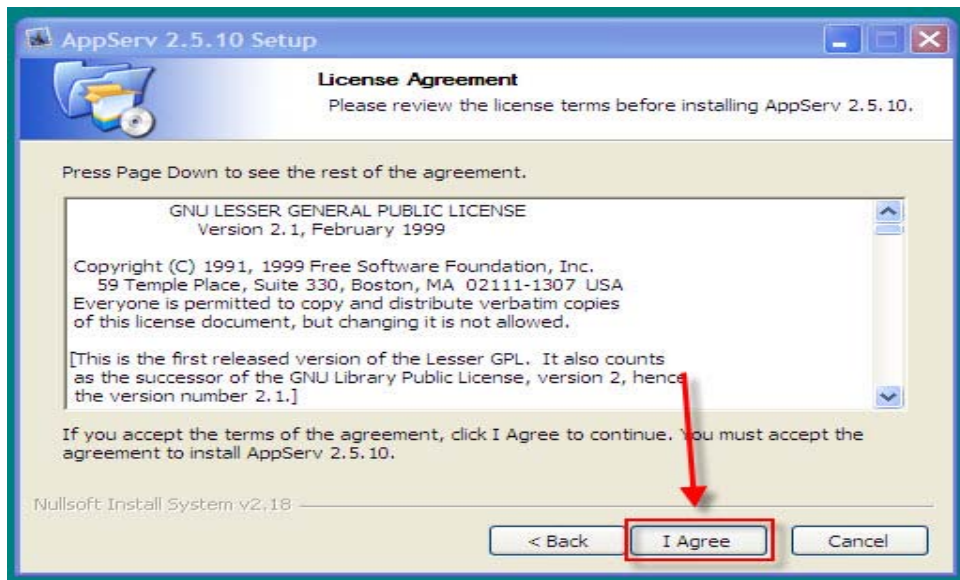 AppServ 2.5.10 Setup
License Agreement
Please review the license terms before installing AppServ 2.5.10.
Press Page Down to see the rest of the agreement.
GNU LESSER GENERAL PUBLIC LICENSE
Version 2.1, February 1999
Copyright (C) 1991, 1999 Free Software Foundation, Inc.
59 Temple Place, Suite 330, Boston, MA 02111-1307 USA
Everyone is permitted to copy and distribute verbatim copies
of this license document, but changing it is not allowed.
[This is the first released version of the Lesser GPL. It also counts
as the successor of the GNU Library Public License, version 2, hence
the version number 2.1.]
If you accept the terms of the agreement, click I Agree to continue. You must accept the
agreement to install AppServ 2.5.10.
Nullsoft Install System v2.18
< Back I Agree Cancel